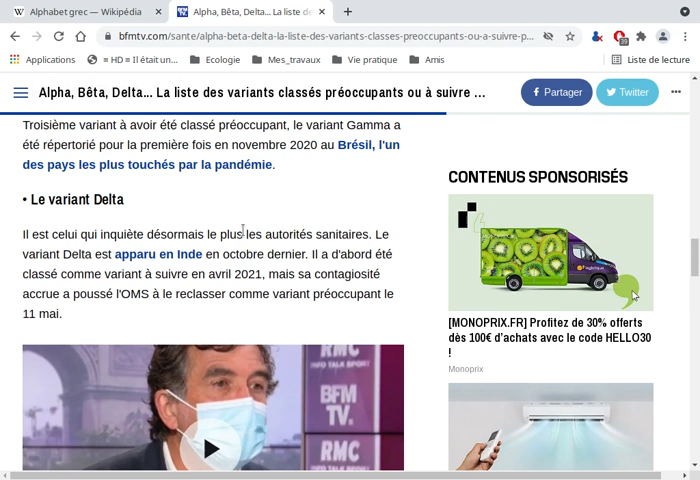 Alphabet grec — Wikipédia
Alpha, Bêta, Delta... La liste de
bfmtv.com/sante/alpha-beta-delta-la-liste-des-variants-classes-preoccupants-ou-a-suivre-p...
Applications
≡ HD ≡ Il était un...
Ecologie
Mes_travaux
Vie pratique
Amis
Liste de lecture
Alpha, Bêta, Delta... La liste des variants classés préoccupants ou à suivre ...
Partager
Twitter
Troisième variant à avoir été classé préoccupant, le variant Gamma a
été répertorié pour la première fois en novembre 2020 au Brésil, l'un
des pays les plus touchés par la pandémie.
• Le variant Delta
Il est celui qui inquiète désormais le plus les autorités sanitaires. Le
variant Delta est apparu en Inde en octobre dernier. Il a d'abord été
classé comme variant à suivre en avril 2021, mais sa contagiosité
accrue a poussé l'OMS à le reclasser comme variant préoccupant le
11 mai.
RMC
INFO TALK SPORT
BFM
TV.
RMC
INFO TALK SPORT
CONTENUS SPONSORISÉS
[MONOPRIX.FR] Profitez de 30% offerts
dès 100€ d'achats avec le code HELLO30
!
Monoprix